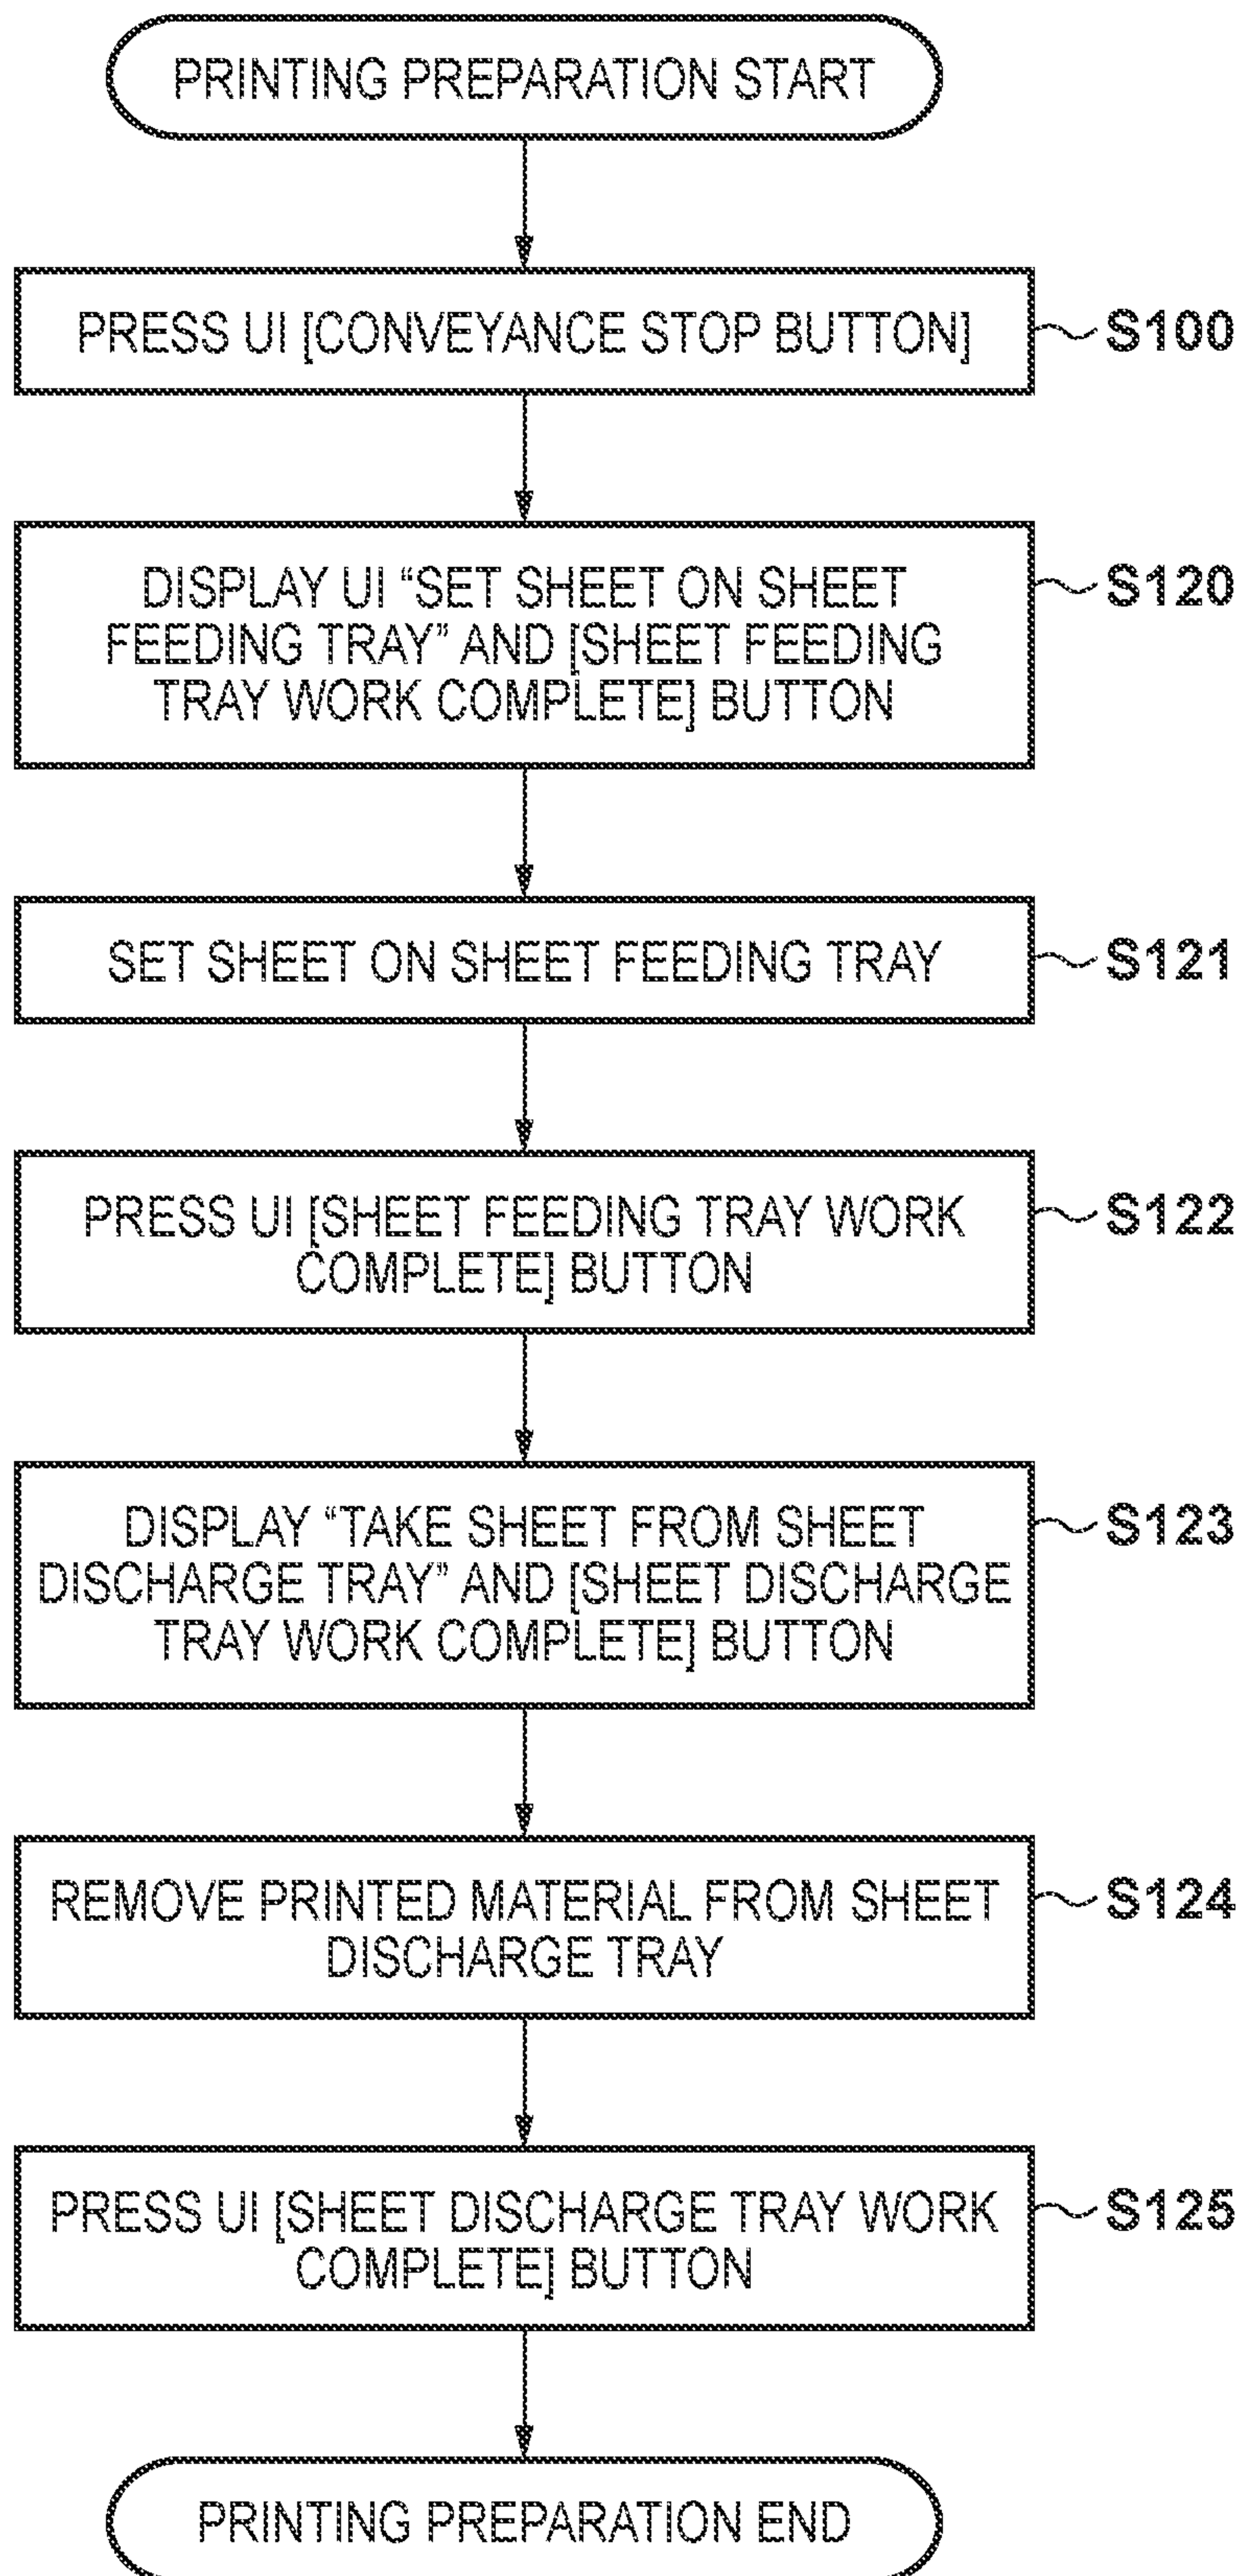 PRINTING PREPARATION START
PRESS UI [CONVEYANCE STOP BUTTON]
S100
DISPLAY UI “SET SHEET ON SHEET
FEEDING TRAY” AND [SHEET FEEDING
TRAY WORK COMPLETE] BUTTON
S120
SET SHEET ON SHEET FEEDING TRAY
S121
PRESS UI [SHEET FEEDING TRAY WORK
COMPLETE] BUTTON
S122
DISPLAY “TAKE SHEET FROM SHEET
DISCHARGE TRAY” AND [SHEET DISCHARGE
TRAY WORK COMPLETE] BUTTON
S123
REMOVE PRINTED MATERIAL FROM SHEET
DISCHARGE TRAY
S124
PRESS UI [SHEET DISCHARGE TRAY WORK
COMPLETE] BUTTON
S125
PRINTING PREPARATION END